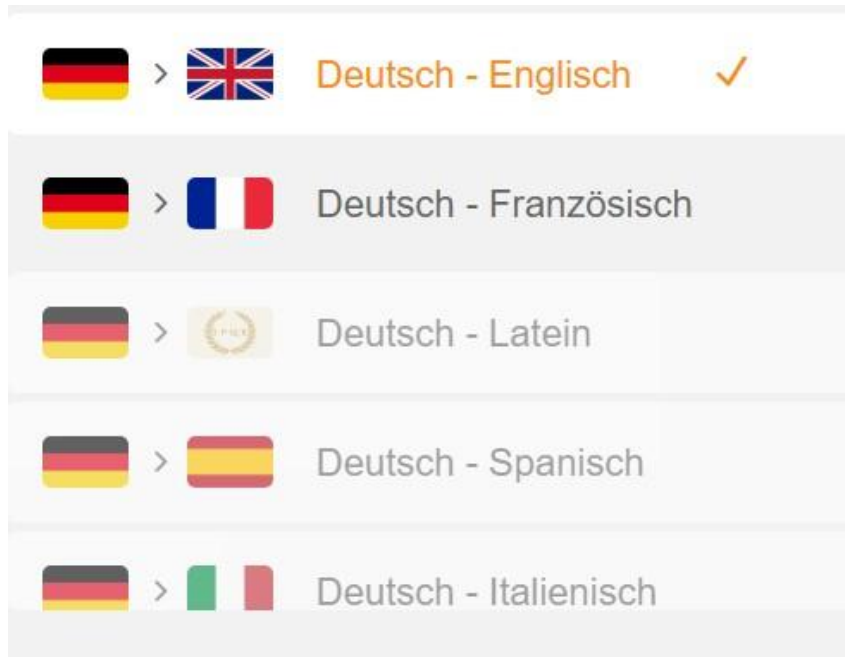 Deutsch - Englisch
Deutsch - Französisch
Deutsch - Latein
Deutsch - Spanisch
Deutsch - Italienisch